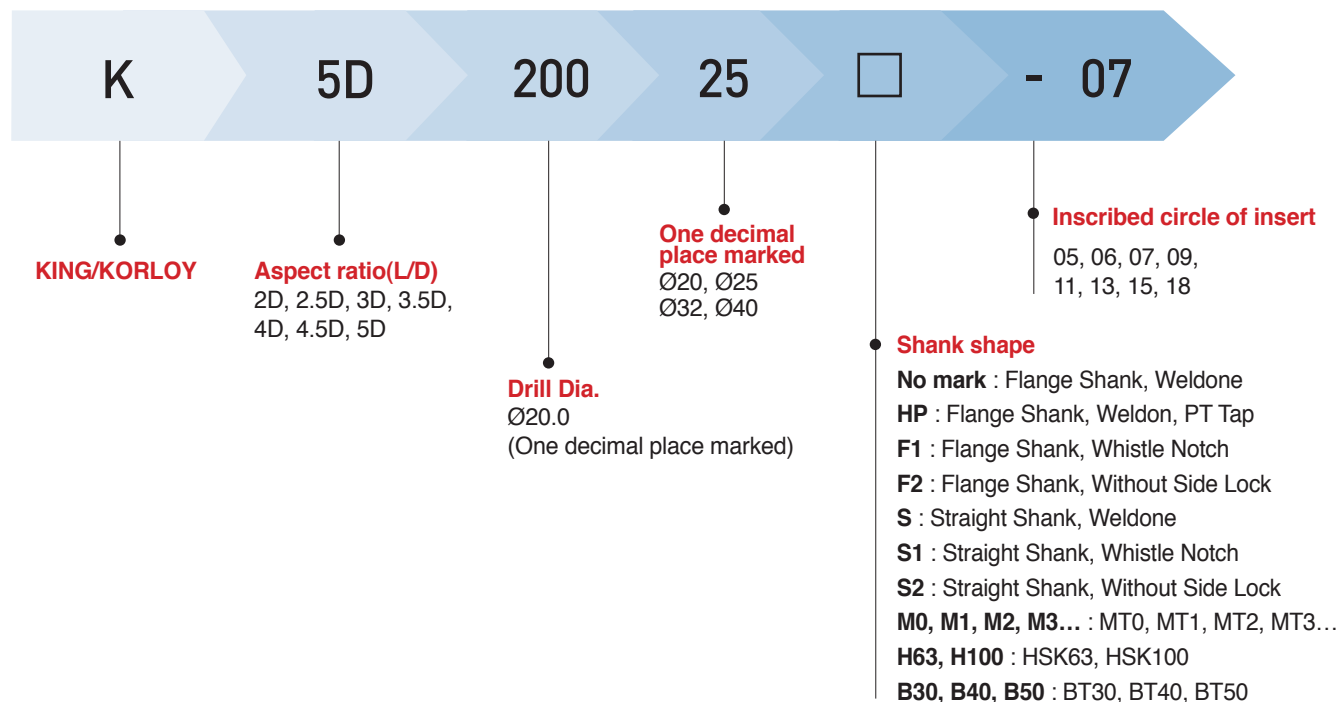 K 5D 200 25 □ - 07
KING/KORLOY
Aspect ratio(L/D)
2D, 2.5D, 3D, 3.5D,
4D, 4.5D, 5D
Drill Dia.
Ø20.0
(One decimal place marked)
One decimal
place marked
Ø20, Ø25
Ø32, Ø40
Shank shape
No mark : Flange Shank, Weldone
HP : Flange Shank, Weldon, PT Tap
F1 : Flange Shank, Whistle Notch
F2 : Flange Shank, Without Side Lock
S : Straight Shank, Weldone
S1 : Straight Shank, Whistle Notch
S2 : Straight Shank, Without Side Lock
M0, M1, M2, M3… : MT0, MT1, MT2, MT3…
H63, H100 : HSK63, HSK100
B30, B40, B50 : BT30, BT40, BT50
Inscribed circle of insert
05, 06, 07, 09,
11, 13, 15, 18